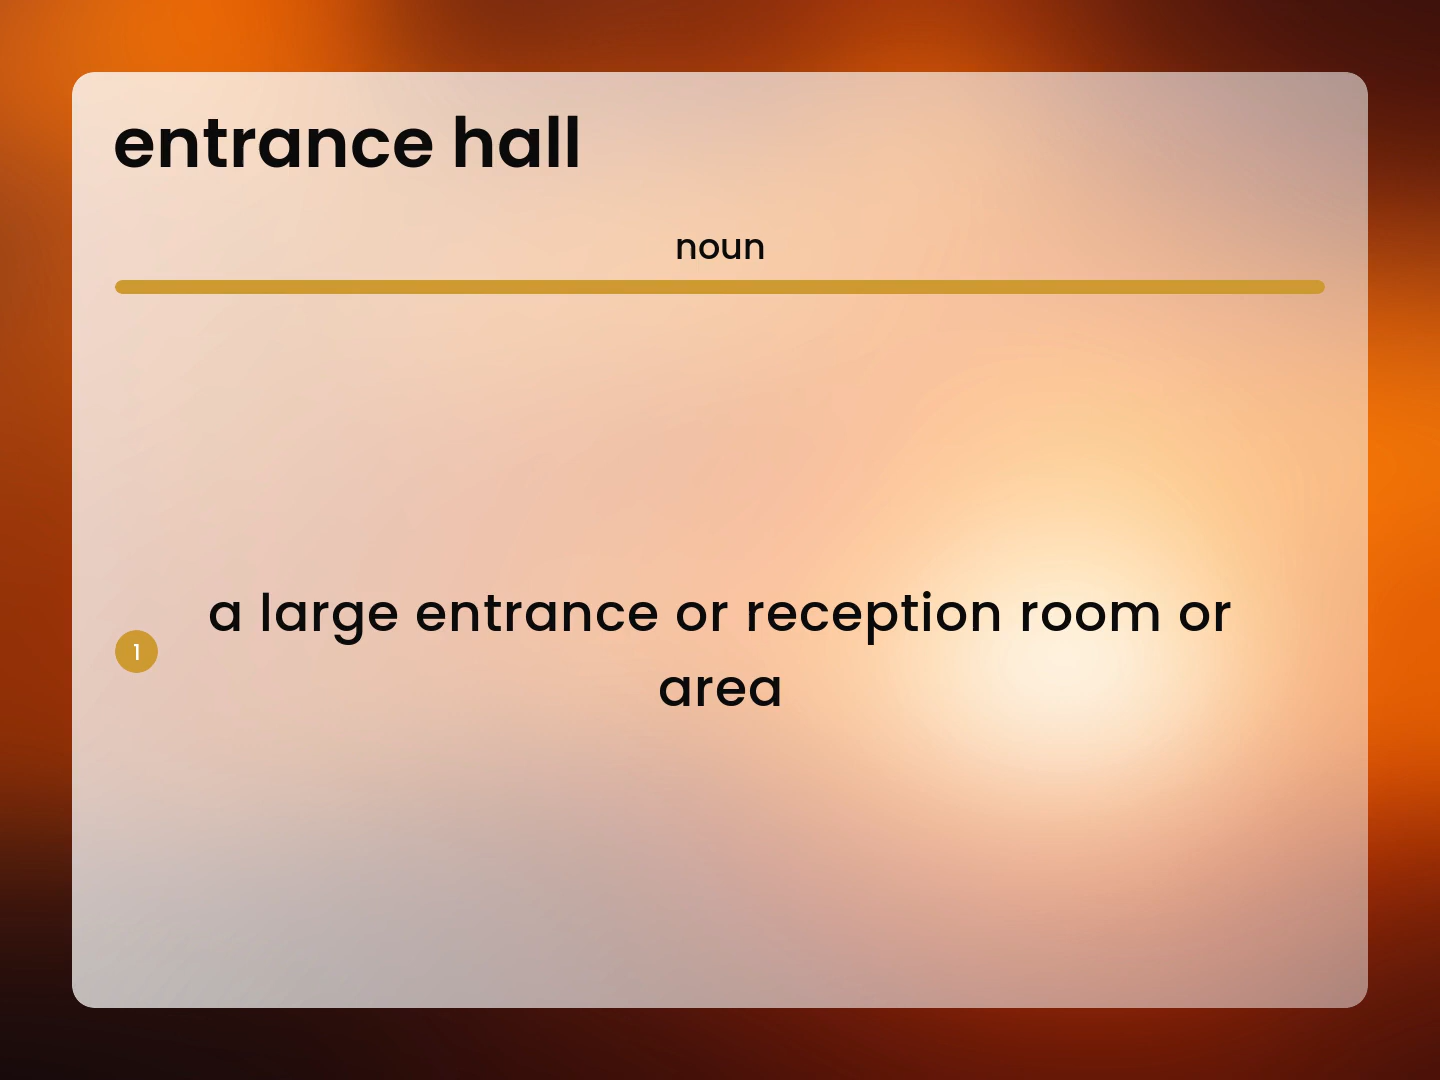 entrance hall
noun
1
a large entrance or reception room or
area